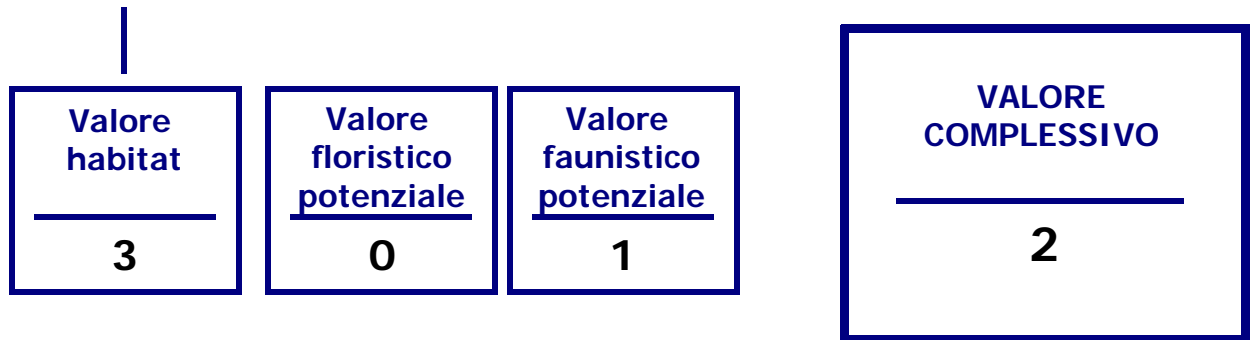 Valore
habitat
3
Valore
floristico
potenziale
0
Valore
faunistico
potenziale
1
VALORE
COMPLESSIVO
2